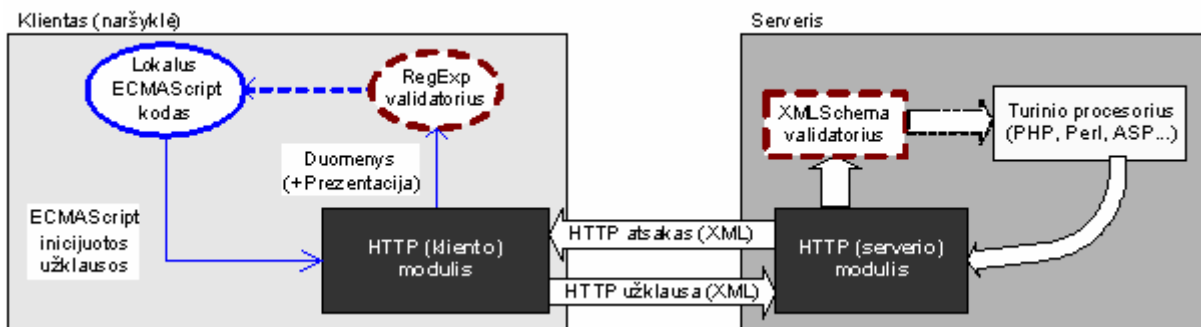 Klientas (naršyklė)
Serveris
Lokalus
ECMAScript
kodas
RegExp
validatorius
XMLSchema
validatorius
Turinio procesorius
(PHP, Perl, ASP...)
Duomenys
(+Prezentacija)
ECMAScript
inicijuotos
užklausos
HTTP (kliento)
modulis
HTTP atsakas (XML)
HTTP užklausa (XML)
HTTP (serverio)
modulis